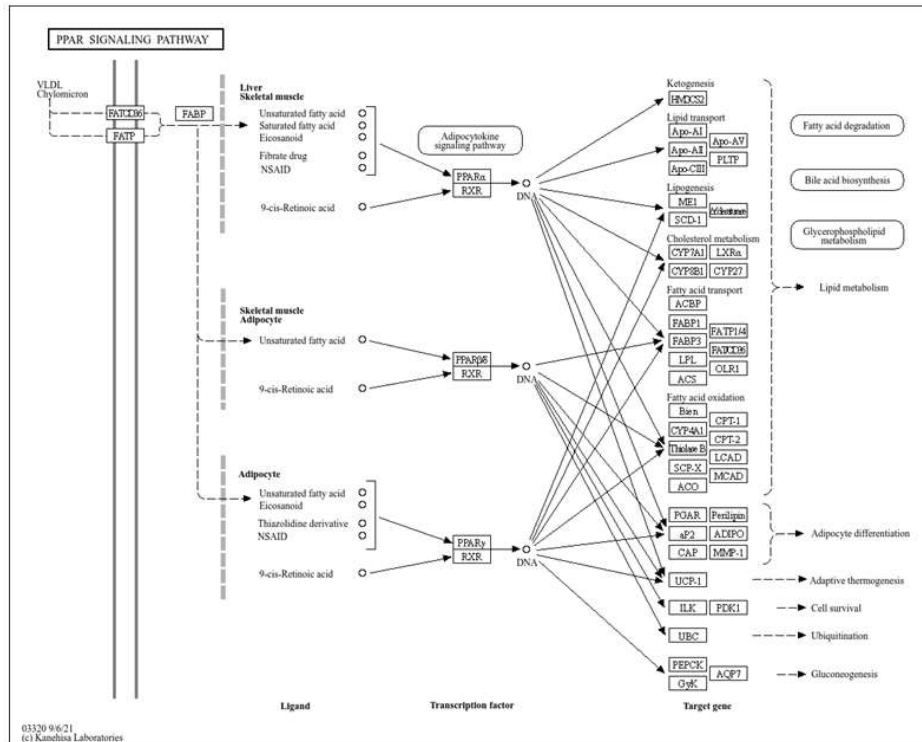 PPAR SIGNALING PATHWAY
VLDL
Chylomicron
FAT/CD36
FATP
FABP
Liver
Skeletal muscle
Unsaturated fatty acid
Saturated fatty acid
Eicosanoid
Fibrate drug
NSAID
9-cis-Retinoic acid
Adipocytokine
signaling pathway
PPARα
RXR
DNA
Skeletal muscle
Adipocyte
Unsaturated fatty acid
9-cis-Retinoic acid
PPARβ/δ
RXR
DNA
Adipocyte
Unsaturated fatty acid
Eicosanoid
Thiazolidine derivative
NSAID
9-cis-Retinoic acid
PPARγ
RXR
DNA
Ketogenesis
HMGCS2
Lipid transport
Apo-AI
Apo-AII
Apo-CIII
Apo-AV
PLTP
Lipogenesis
ME1
SCD-1
Cholesterol metabolism
CYP7A1 LXRα
CYP8B1 CYP27
Fatty acid transport
ACBP
FABP1
FABP3
LPL
ACS
FATP1/4
FAT/CD36
OLR1
Fatty acid oxidation
Bien
CYP4A1
Thiolase B
SCP-X
ACO
CPT-1
CPT-2
LCAD
MCAD
PGAR Perilipin
aP2 ADIPO
CAP MMP-1
UCP-1
ILK PDK1
UBC
PEPCK
GyK
AQP7
Fatty acid degradation
Bile acid biosynthesis
Glycerophospholipid
metabolism
Lipid metabolism
Adipocyte differentiation
Adaptive thermogenesis
Cell survival
Ubiquitination
Gluconeogenesis
Ligand
Transcription factor
Target gene
03320 9/6/21
(c) Kanehisa Laboratories